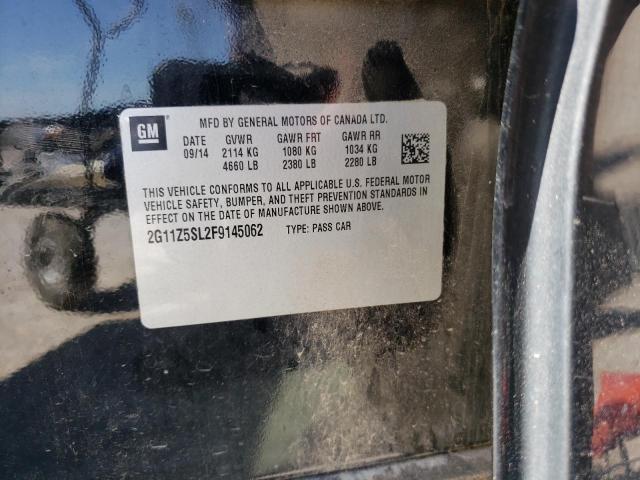 GM
MFD BY GENERAL MOTORS OF CANADA LTD.
DATE GVWR GAWR FRT GAWR RR
09/14 2114 KG 1080 KG 1034 KG
4660 LB 2380 LB 2280 LB
THIS VEHICLE CONFORMS TO ALL APPLICABLE U.S. FEDERAL MOTOR
VEHICLE SAFETY, BUMPER, AND THEFT PREVENTION STANDARDS IN
EFFECT ON THE DATE OF MANUFACTURE SHOWN ABOVE.
2G11Z5SL2F9145062 TYPE: PASS CAR